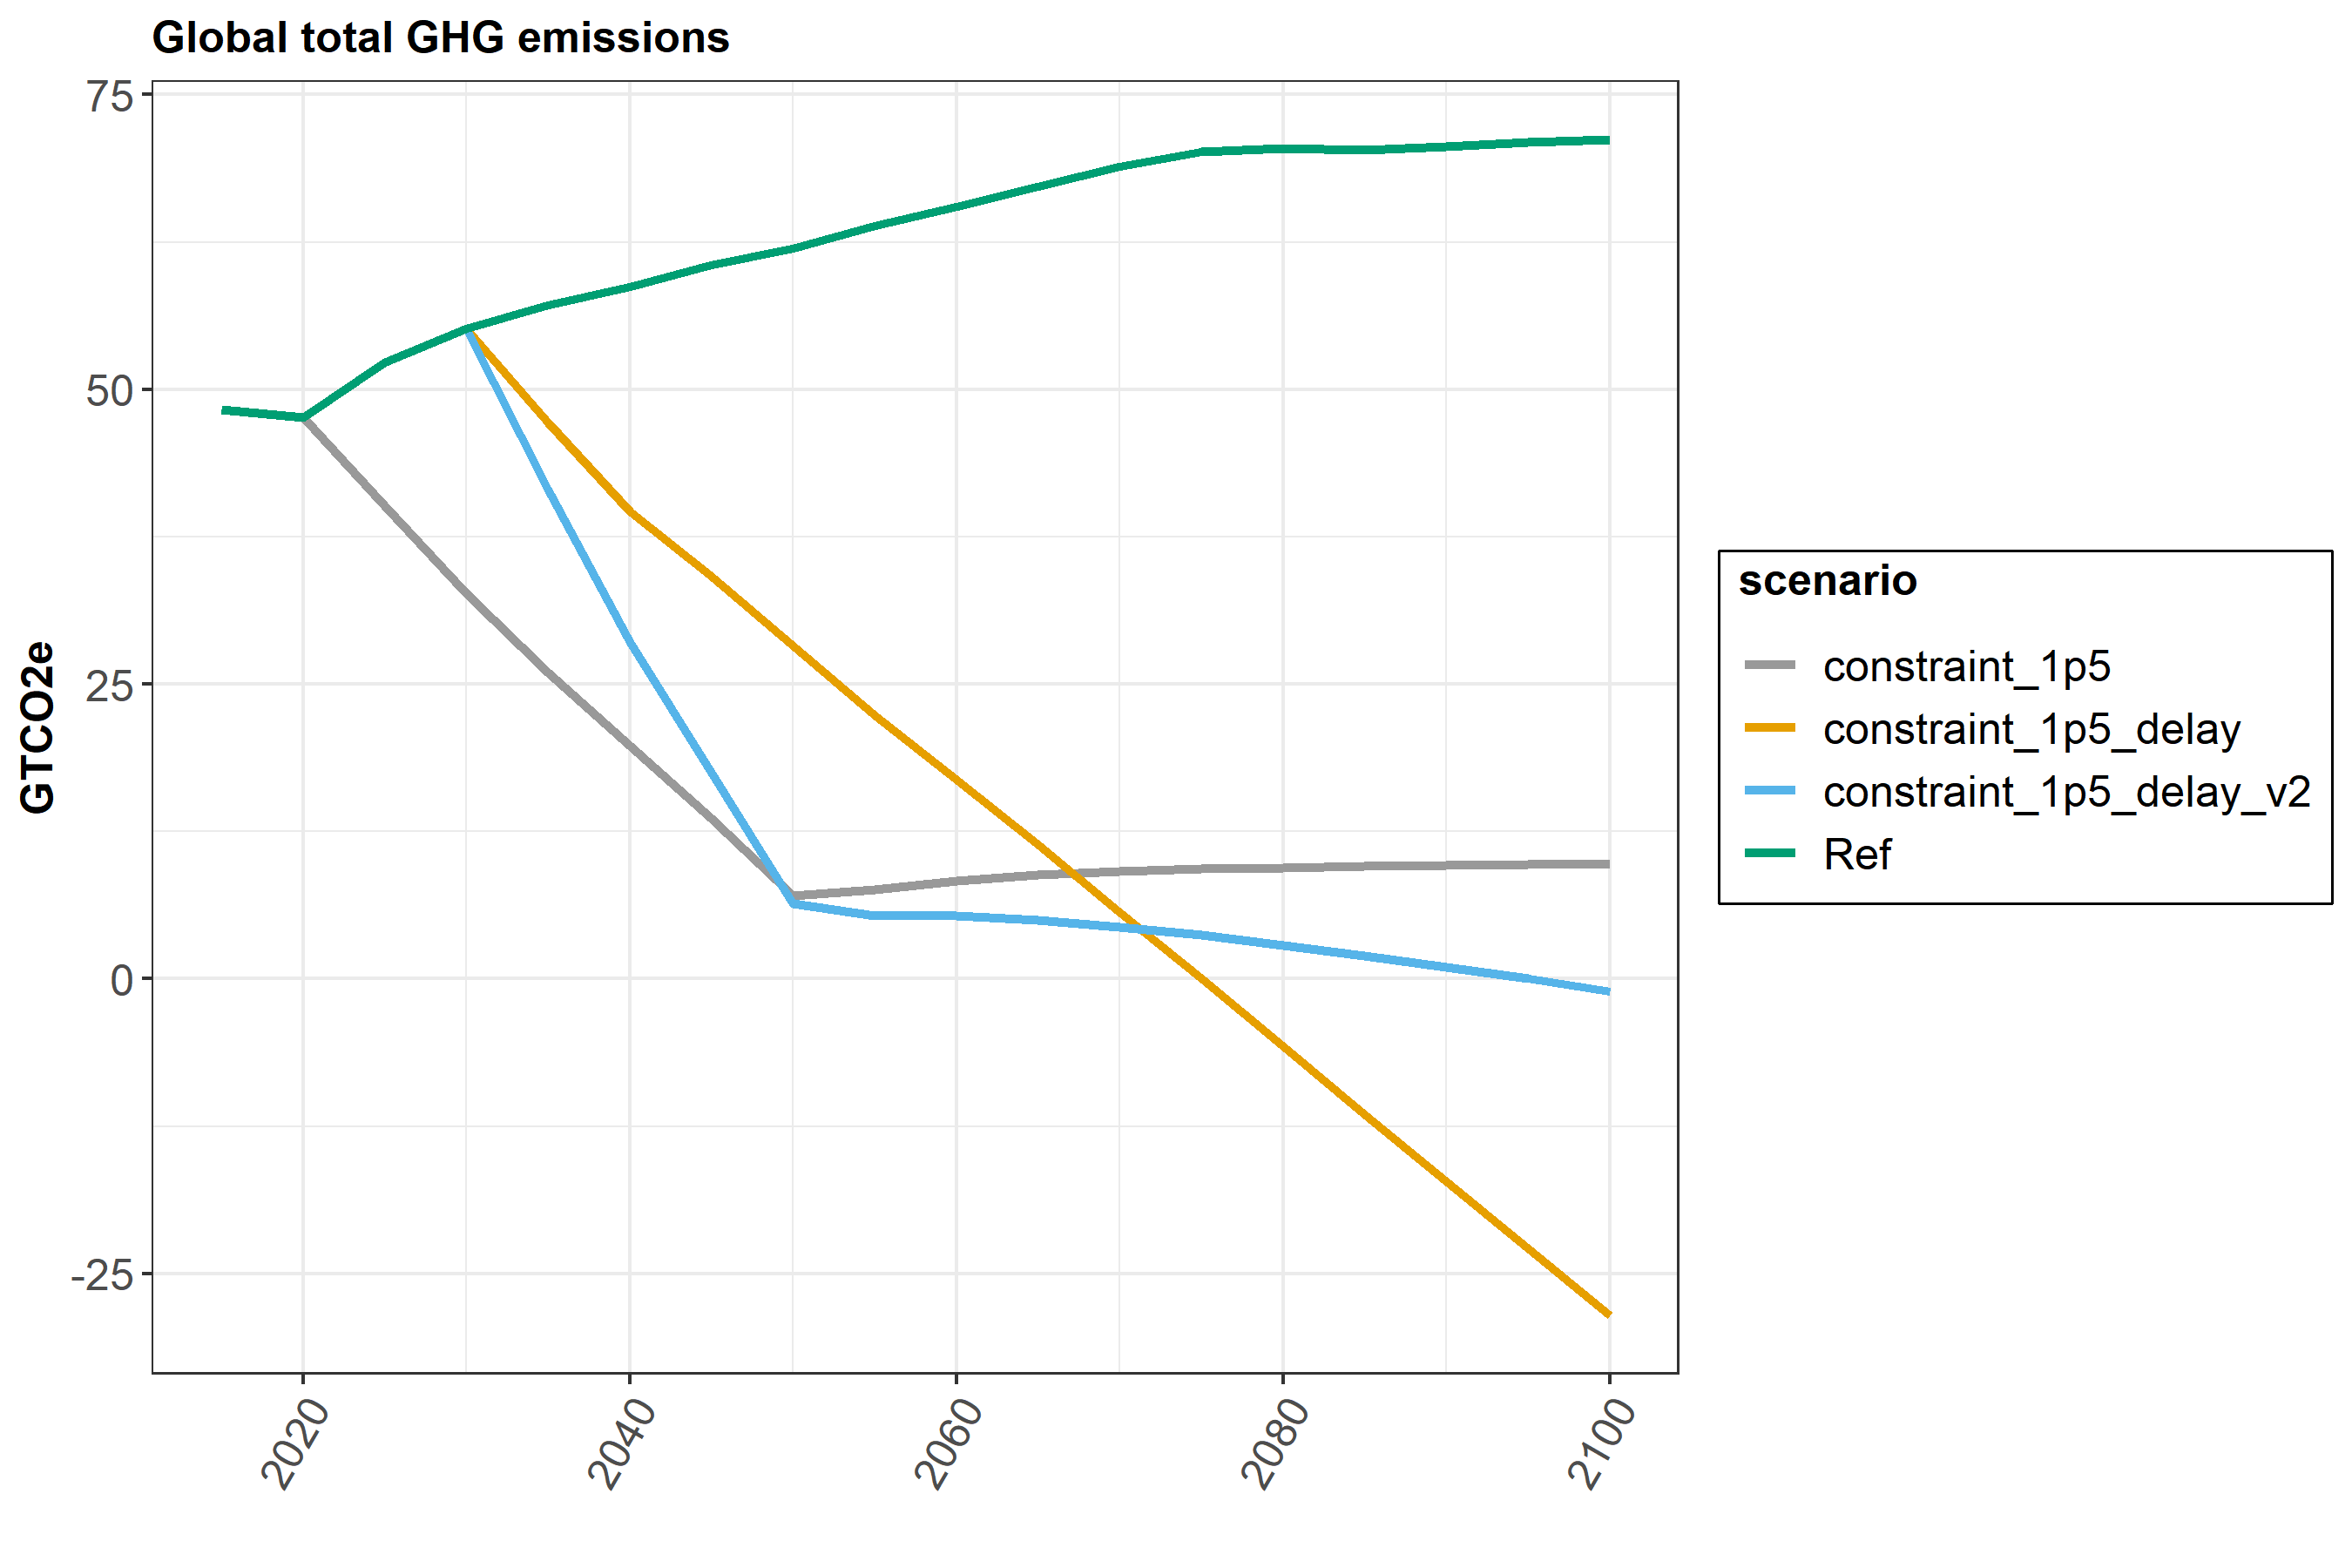 Global total GHG emissions
75
50
25
0
-25
GTCO2e
2020
2040
2060
2080
2100
scenario
constraint_1p5
constraint_1p5_delay
constraint_1p5_delay_v2
Ref